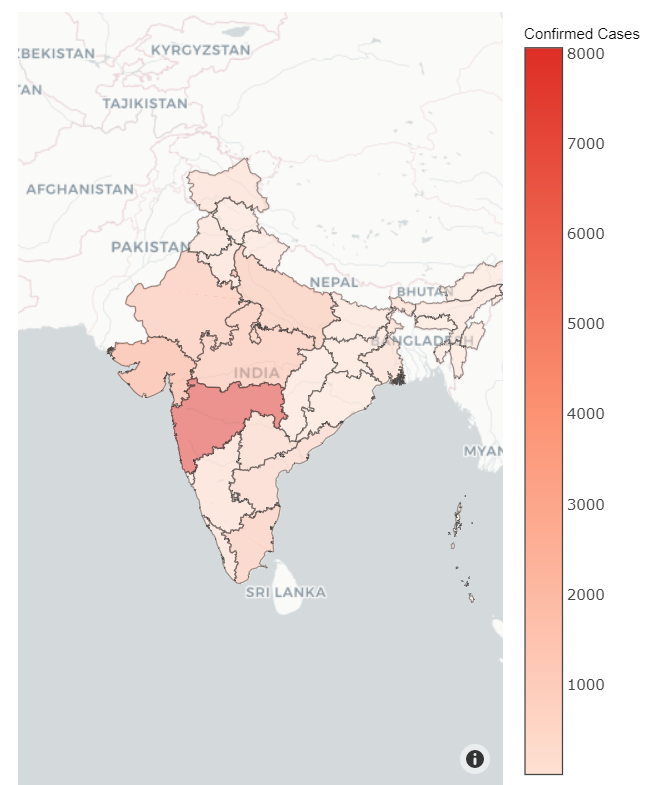 Confirmed Cases
8000
7000
6000
5000
4000
3000
2000
1000
ZBEKISTAN
KYRGYZSTAN
TAN
TAJIKISTAN
AFGHANISTAN
PAKISTAN
NEPAL
BHUTAN
BANGLADESH
INDIA
MYAN
SRI LANKA
i